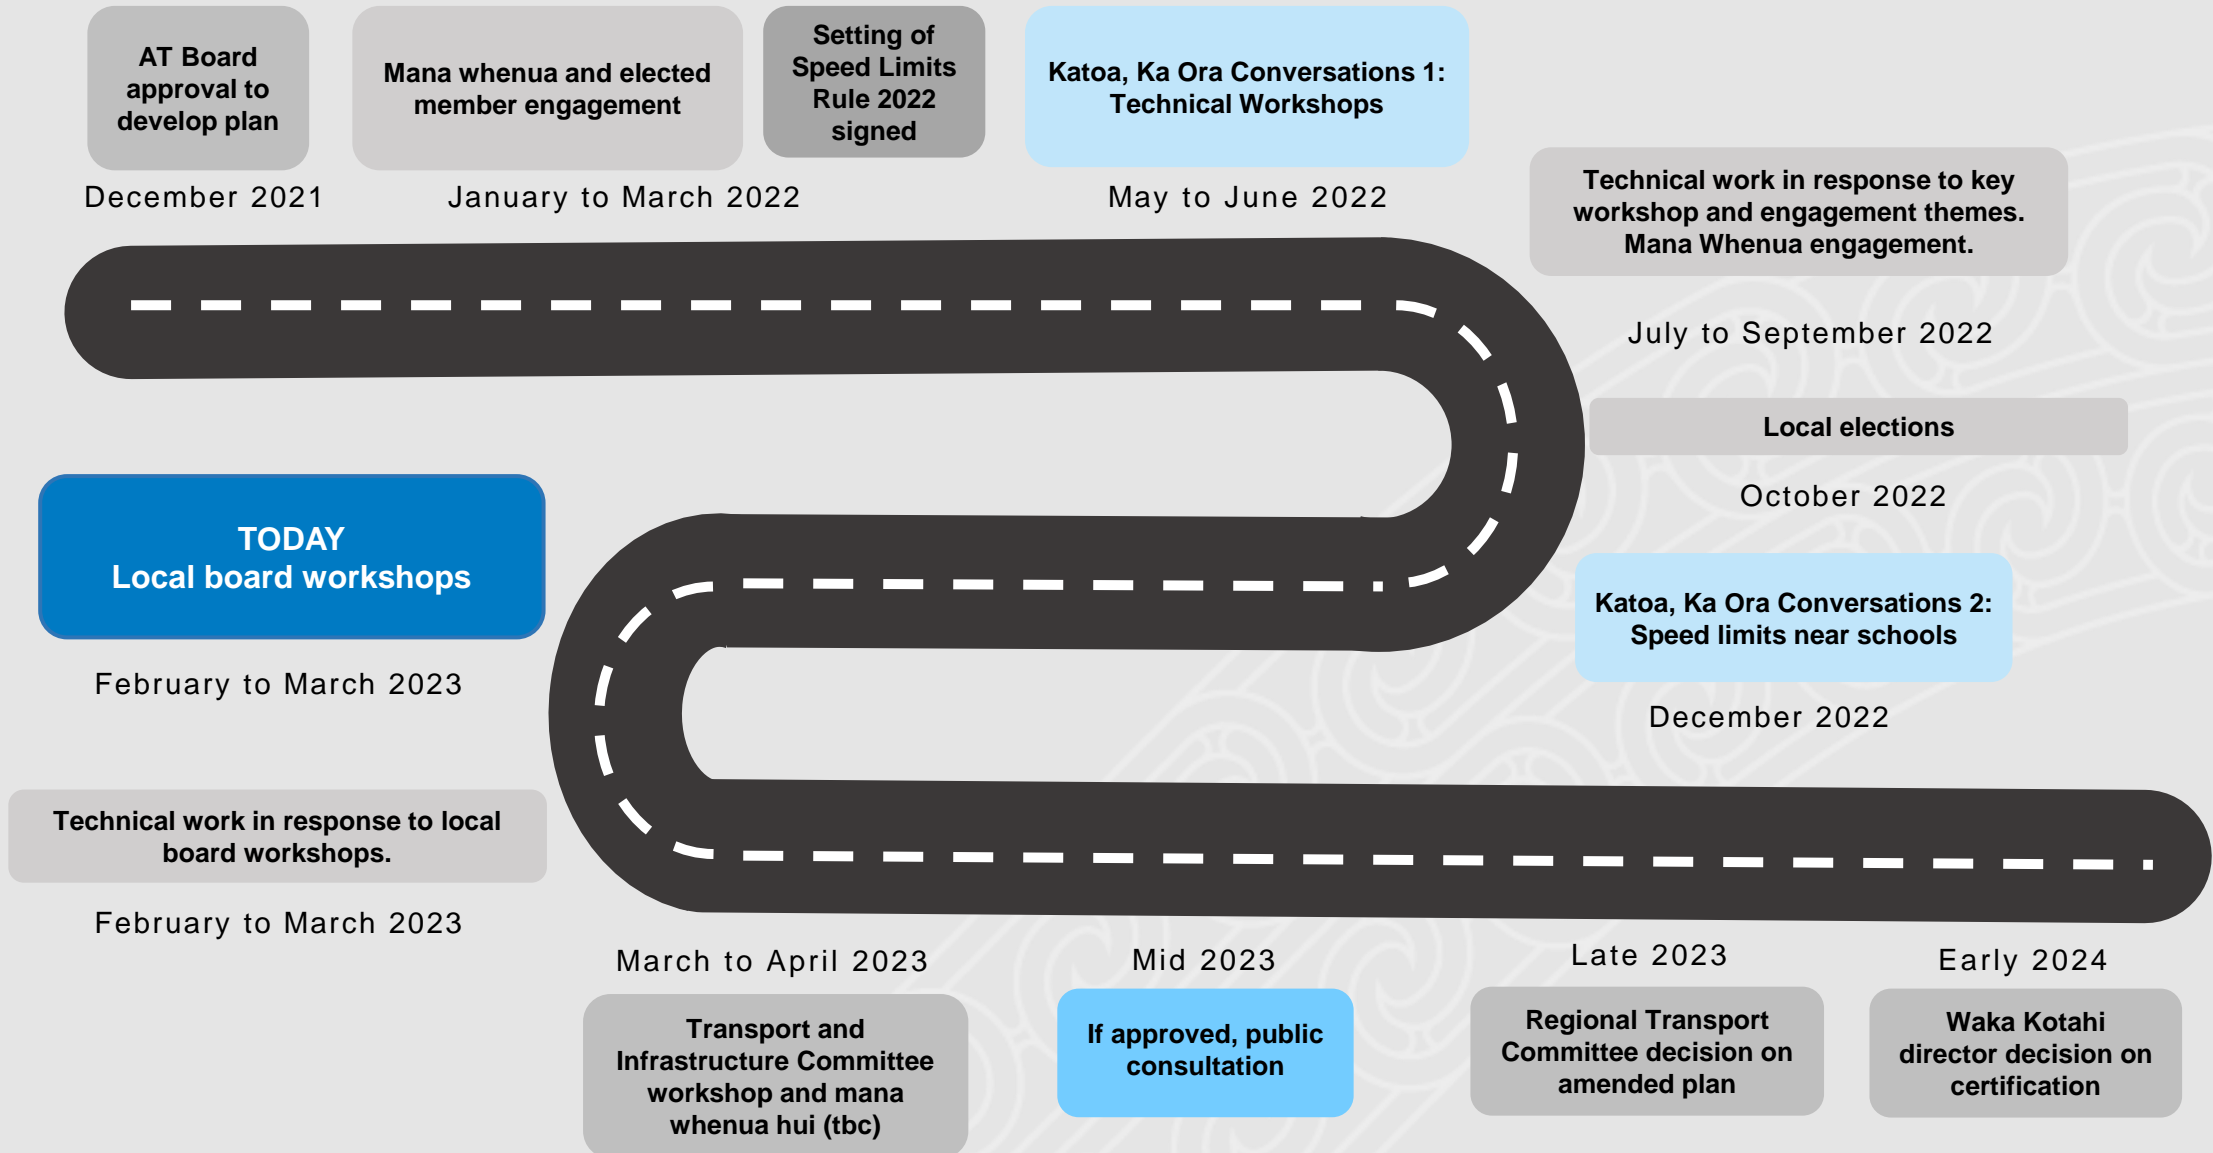 AT Board
approval to
develop plan
December 2021
Mana whenua and elected
member engagement
Setting of
Speed Limits
Rule 2022
signed
January to March 2022
Katoa, Ka Ora Conversations 1:
Technical Workshops
May to June 2022
Technical work in response to key
workshop and engagement themes.
Mana Whenua engagement.
July to September 2022
Local elections
October 2022
Katoa, Ka Ora Conversations 2:
Speed limits near schools
December 2022
TODAY
Local board workshops
February to March 2023
Technical work in response to local
board workshops.
February to March 2023
March to April 2023
Transport and
Infrastructure Committee
workshop and mana
whenua hui (tbc)
Mid 2023
If approved, public
consultation
Late 2023
Regional Transport
Committee decision on
amended plan
Early 2024
Waka Kotahi
director decision on
certification